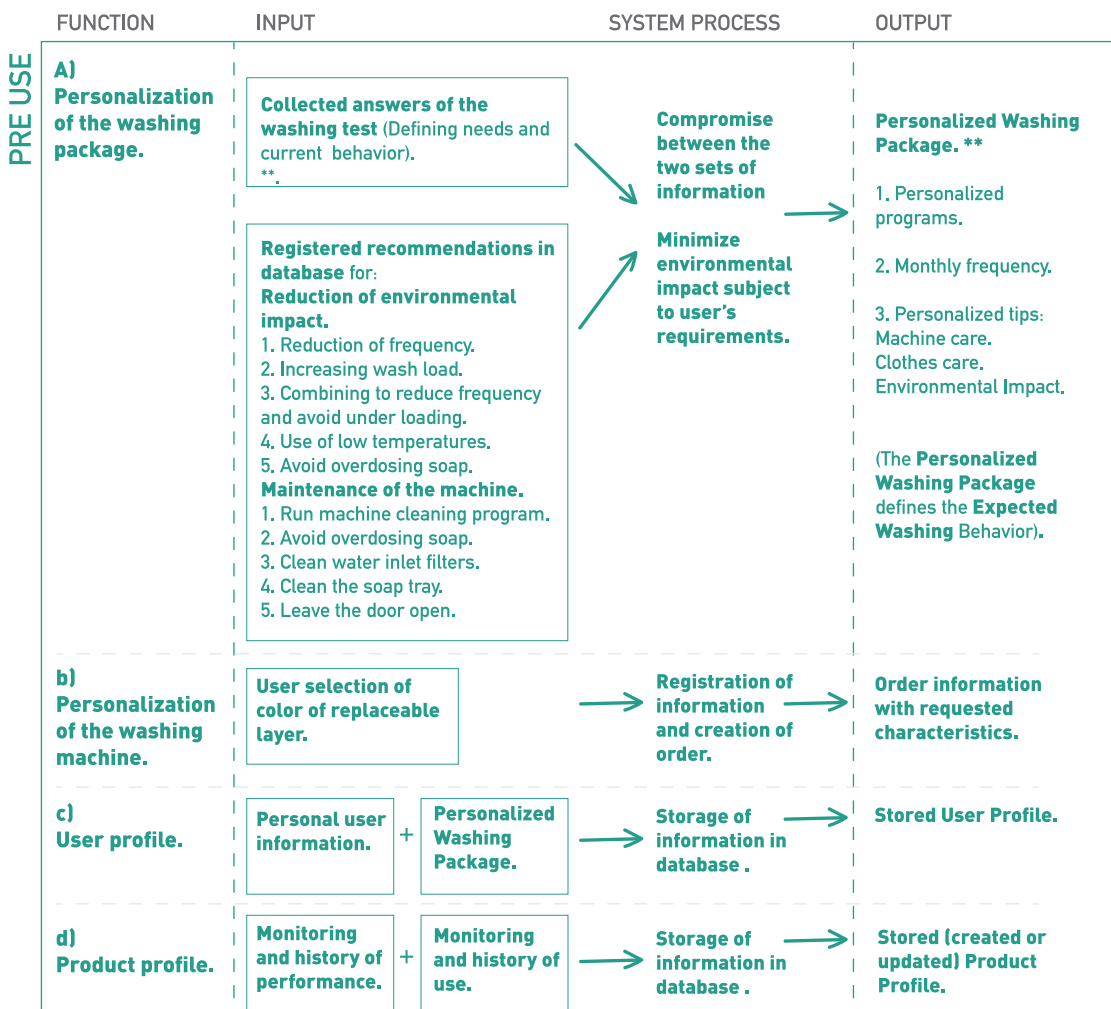 FUNCTION
INPUT
SYSTEM PROCESS
OUTPUT
PRE USE
A)
Personalization
of the washing
package.
Collected answers of the
washing test (Defining needs and
current behavior).
**.
Registered recommendations in
database for:
Reduction of environmental
impact.
1. Reduction of frequency.
2. Increasing wash load.
3. Combining to reduce frequency
and avoid under loading.
4. Use of low temperatures.
5. Avoid overdosing soap.
Maintenance of the machine.
1. Run machine cleaning program.
2. Avoid overdosing soap.
3. Clean water inlet filters.
4. Clean the soap tray.
5. Leave the door open.
Compromise
between the
two sets of
information
Minimize
environmental
impact subject
to user's
requirements.
Personalized Washing
Package. **
1. Personalized
programs.
2. Monthly frequency.
3. Personalized tips:
Machine care.
Clothes care.
Environmental Impact.
(The Personalized
Washing Package
defines the Expected
Washing Behavior).
b)
Personalization
of the washing
machine.
User selection of
color of replaceable
layer.
Registration of
information
and creation of
order.
Order information
with requested
characteristics.
c)
User profile.
Personal user
information.
+
Personalized
Washing
Package.
Storage of
information in
database .
Stored User Profile.
d)
Product profile.
Monitoring
and history of
performance.
+
Monitoring
and history of
use.
Storage of
information in
database .
Stored (created or
updated) Product
Profile.